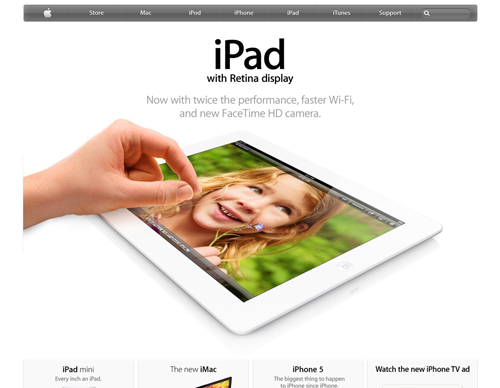 Store Mac iPod iPhone iPad iTunes Support
iPad
with Retina display
Now with twice the performance, faster Wi-Fi,
and new FaceTime HD camera.
iPad mini
Every inch an iPad.
The new iMac
iPhone 5
The biggest thing to happen
to iPhone since iPhone.
Watch the new iPhone TV ad